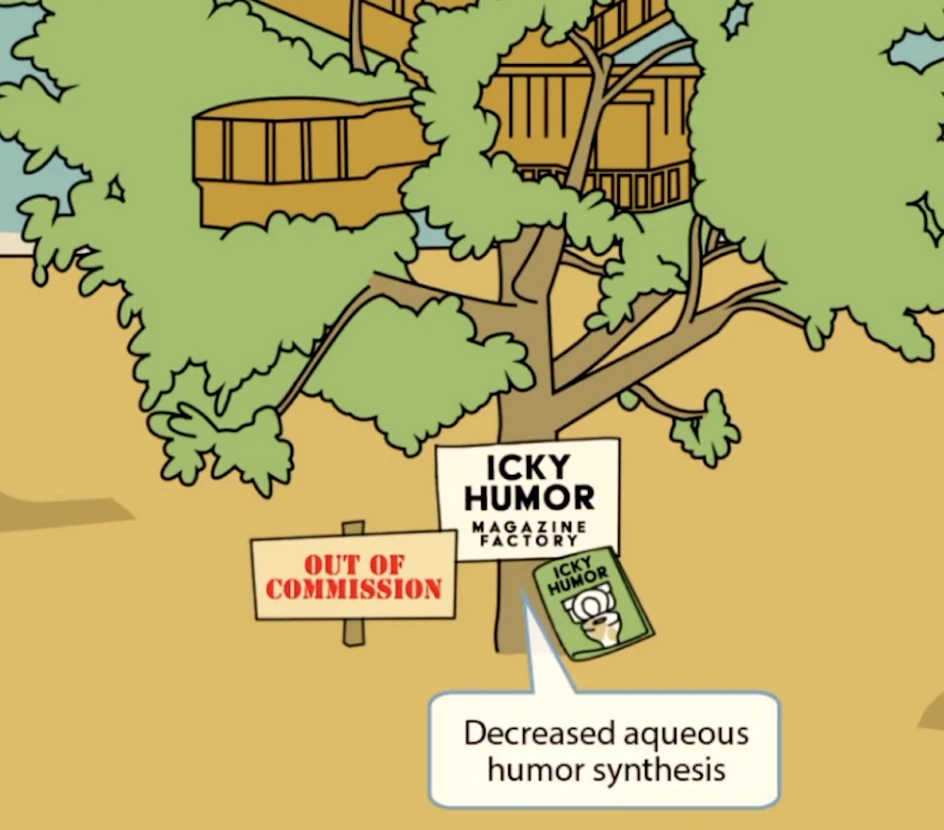 ICKY
HUMOR
MAGAZINE
FACTORY
OUT OF
COMMISSION
ICKY
HUMOR
Decreased aqueous
humor synthesis